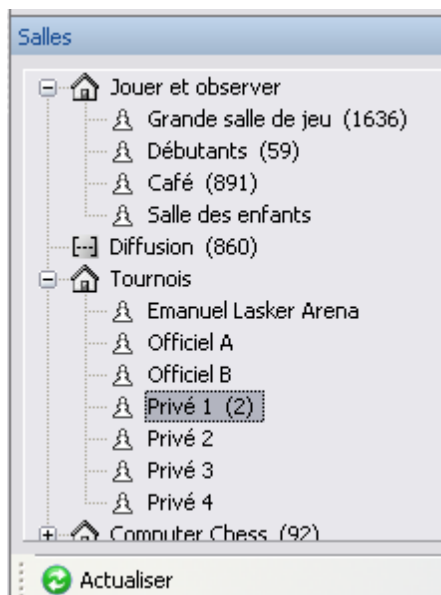 Salles
Jouer et observer
Grande salle de jeu (1636)
Débutants (59)
Café (891)
Salle des enfants
Diffusion (860)
Tournois
Emanuel Lasker Arena
Officiel A
Officiel B
Privé 1 (2)
Privé 2
Privé 3
Privé 4
Computer Chess (92)
Actualiser